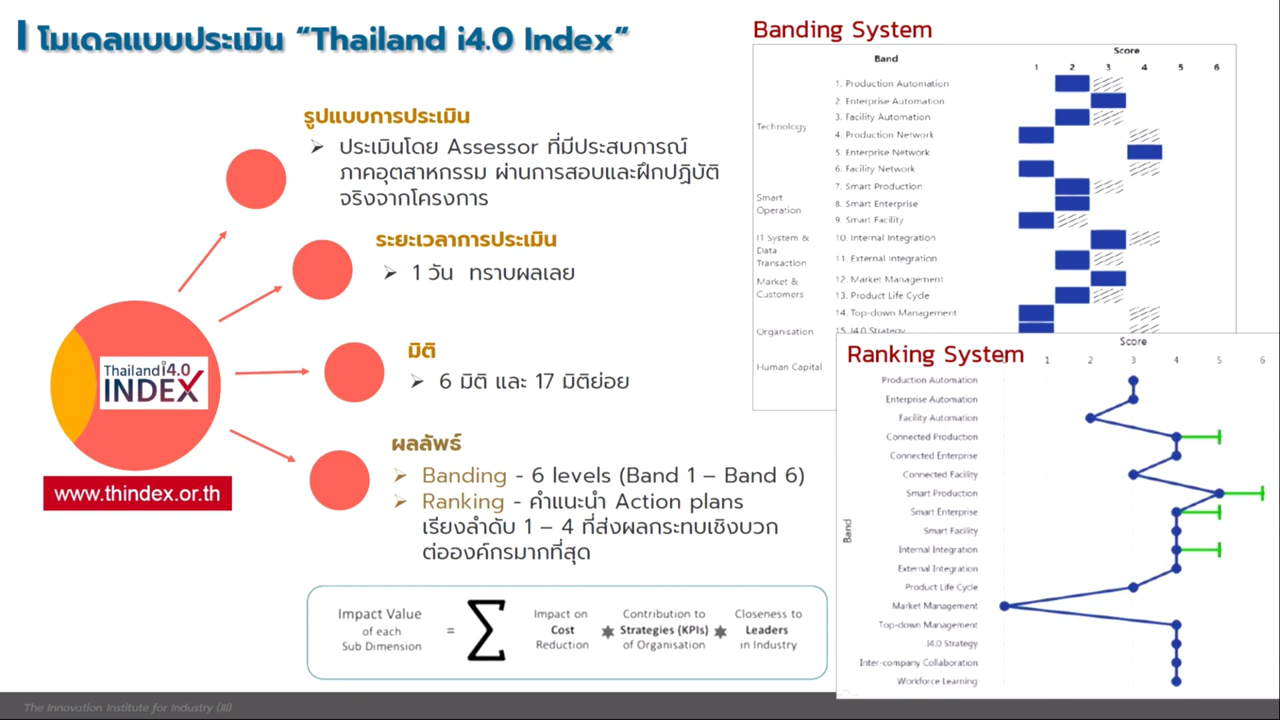 โมเดลแบบประเมิน “Thailand i4.0 Index”
รูปแบบการประเมิน
➢ ประเมินโดย Assessor ที่มีประสบการณ์
ภาคอุตสาหกรรม ผ่านการสอบและฝึกปฏิบัติ
จริงจากโครงการ
ระยะเวลาการประเมิน
➢ 1 วัน ทราบผลเลย
Thailand i4.0
INDEX
www.thindex.or.th
มิติ
➢ 6 มิติ และ 17 มิติย่อย
ผลลัพธ์
➢ Banding - 6 levels (Band 1 – Band 6)
➢ Ranking - คำแนะนำ Action plans
เรียงลำดับ 1 – 4 ที่ส่งผลกระทบเชิงบวก
ต่อองค์กรมากที่สุด
Impact Value
of each
Sub Dimension
=
∑
Impact on
Cost
Reduction
✶
Contribution to
Strategies (KPIs)
of Organisation
✶
Closeness to
Leaders
in Industry
Banding System
Score
Band
1 2 3 4 5 6
Technology
1. Production Automation
2. Enterprise Automation
3. Facility Automation
4. Production Network
5. Enterprise Network
6. Facility Network
Smart
Operation
7. Smart Production
8. Smart Enterprise
9. Smart Facility
IT System &
Data
Transaction
10. Internal Integration
11. External Integration
Market &
Customers
12. Market Management
13. Product Life Cycle
Organisation
14. Top-down Management
15. I4.0 Strategy
Human Capital
Ranking System
Score
1 2 3 4 5 6
Band
Production Automation
Enterprise Automation
Facility Automation
Connected Production
Connected Enterprise
Connected Facility
Smart Production
Smart Enterprise
Smart Facility
Internal Integration
External Integration
Product Life Cycle
Market Management
Top-down Management
I4.0 Strategy
Inter-company Collaboration
Workforce Learning
The Innovation Institute for Industry (III)